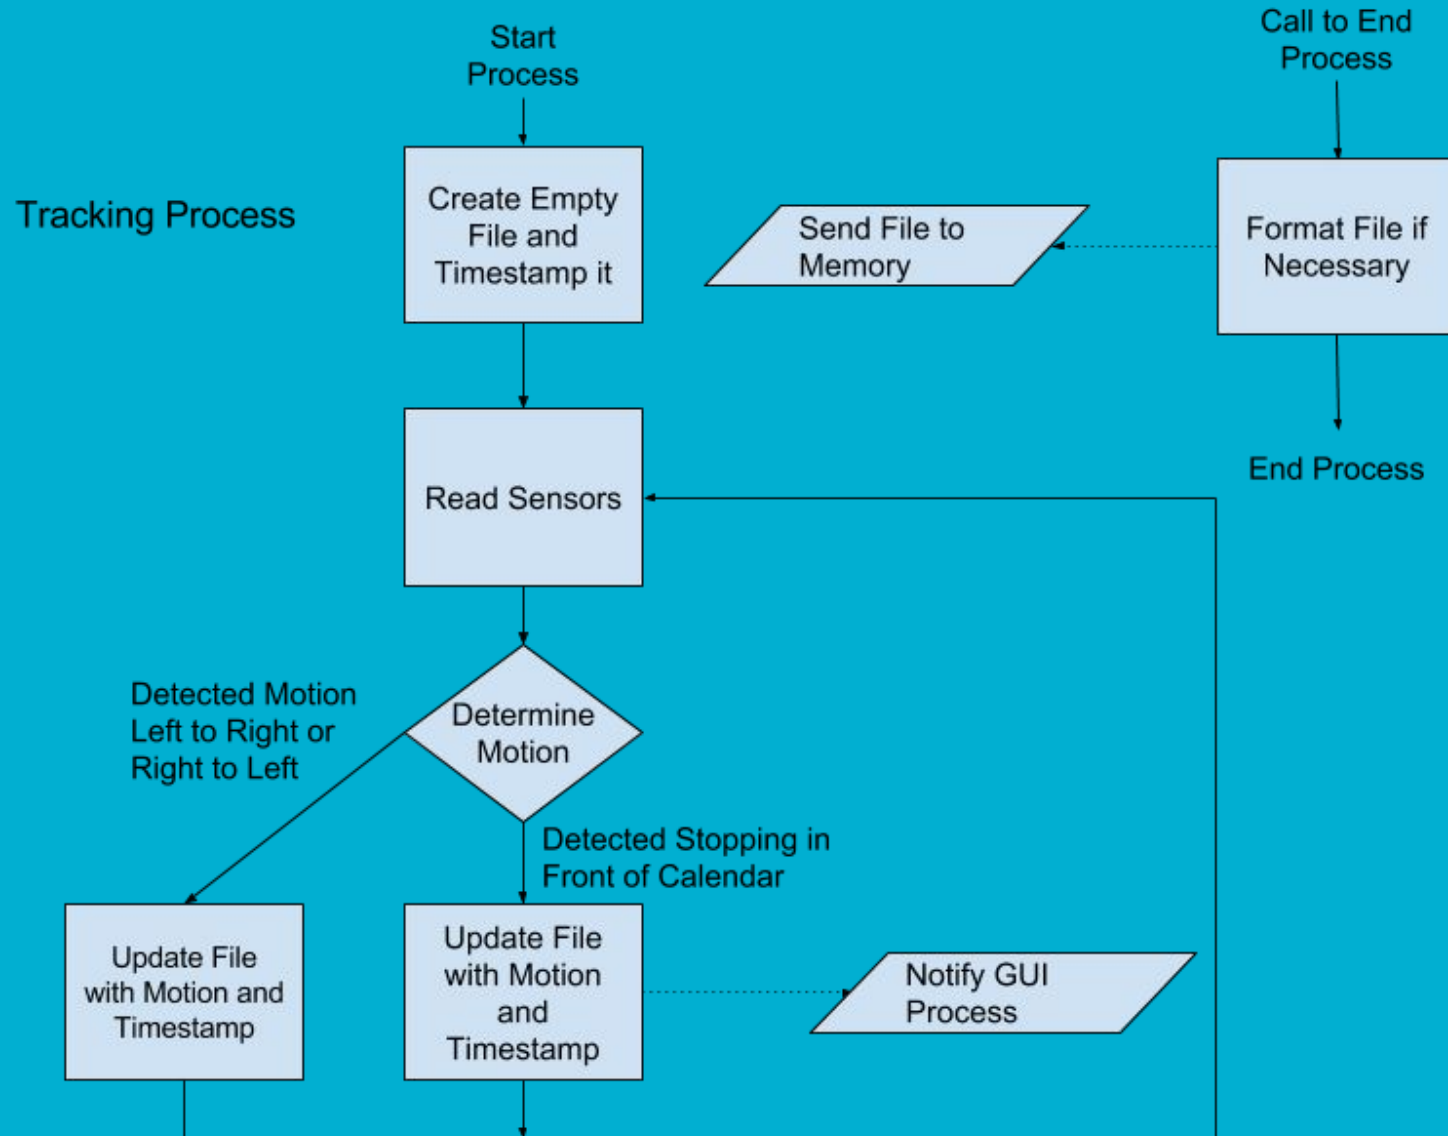 Start
Process
Call to End
Process
Tracking Process
Create Empty
File and
Timestamp it
Send File to
Memory
Format File if
Necessary
End Process
Read Sensors
Detected Motion
Left to Right or
Right to Left
Determine
Motion
Detected Stopping in
Front of Calendar
Update File
with Motion and
Timestamp
Update File
with Motion
and
Timestamp
Notify GUI
Process